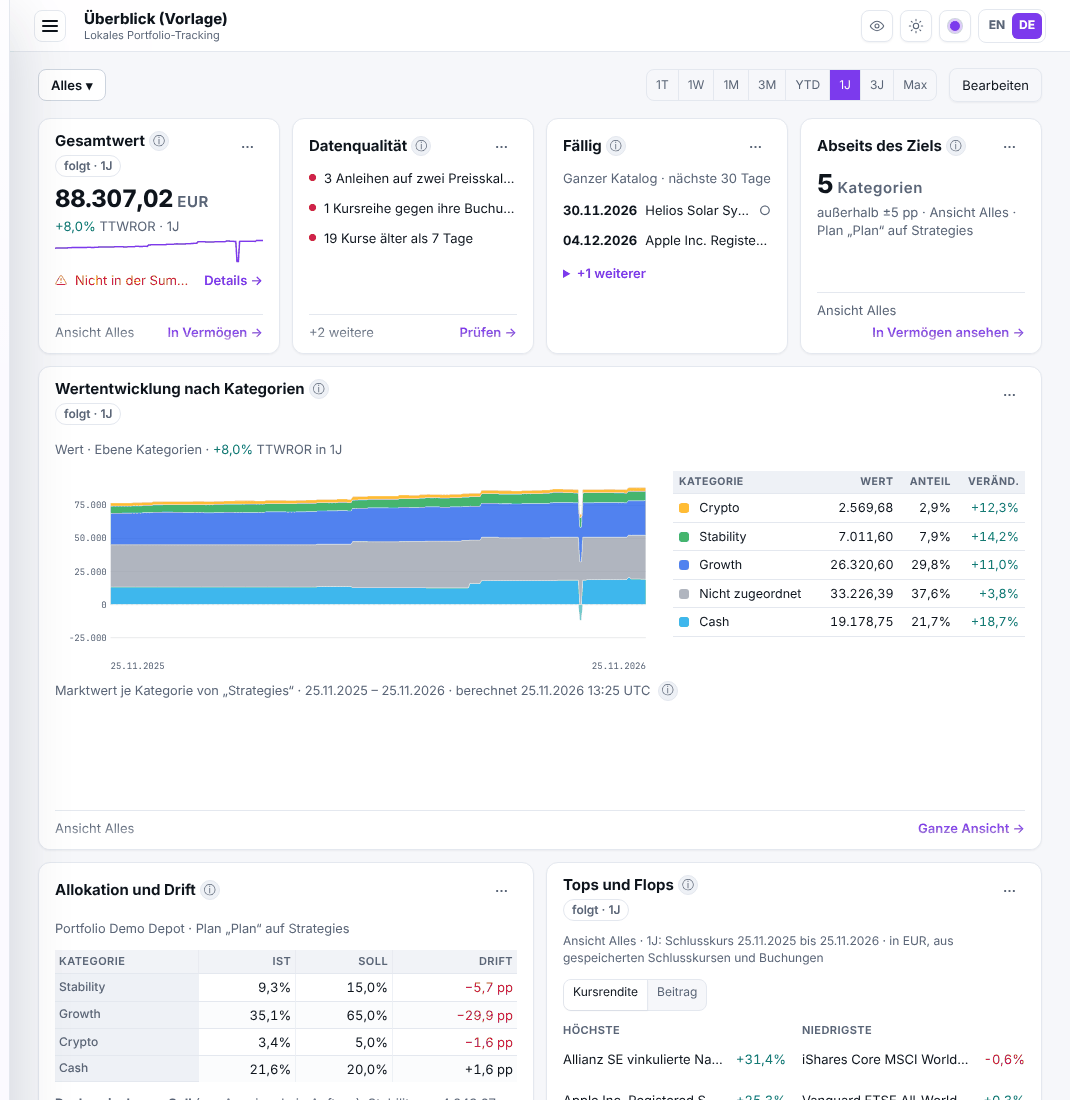 Überblick (Vorlage)
Lokales Portfolio-Tracking
EN DE
Alles ▾
1T 1W 1M 3M YTD 1J 3J Max
Bearbeiten
Gesamtwert ⓘ ...
folgt · 1J
88.307,02 EUR
+8,0% TTWROR · 1J
⚠ Nicht in der Sum... Details →
Ansicht Alles In Vermögen →
Datenqualität ⓘ ...
3 Anleihen auf zwei Preisskal...
1 Kursreihe gegen ihre Buchu...
19 Kurse älter als 7 Tage
+2 weitere Prüfen →
Fällig ⓘ ...
Ganzer Katalog · nächste 30 Tage
30.11.2026 Helios Solar Sy...
04.12.2026 Apple Inc. Registe...
▶ +1 weiterer
Abseits des Ziels ⓘ ...
5 Kategorien
außerhalb ±5 pp · Ansicht Alles ·
Plan „Plan“ auf Strategies
Ansicht Alles
In Vermögen ansehen →
Wertentwicklung nach Kategorien ⓘ ...
folgt · 1J
Wert · Ebene Kategorien · +8,0% TTWROR in 1J
75.000
50.000
25.000
0
-25.000
25.11.2025 25.11.2026
KATEGORIE WERT ANTEIL VERÄND.
Crypto 2.569,68 2,9% +12,3%
Stability 7.011,60 7,9% +14,2%
Growth 26.320,60 29,8% +11,0%
Nicht zugeordnet 33.226,39 37,6% +3,8%
Cash 19.178,75 21,7% +18,7%
Marktwert je Kategorie von „Strategies“ · 25.11.2025 – 25.11.2026 · berechnet 25.11.2026 13:25 UTC ⓘ
Ansicht Alles Ganze Ansicht →
Allokation und Drift ⓘ ...
Portfolio Demo Depot · Plan „Plan“ auf Strategies
KATEGORIE IST SOLL DRIFT
Stability 9,3% 15,0% −5,7 pp
Growth 35,1% 65,0% −29,9 pp
Crypto 3,4% 5,0% −1,6 pp
Cash 21,6% 20,0% +1,6 pp
Tops und Flops ⓘ ...
folgt · 1J
Ansicht Alles · 1J: Schlusskurs 25.11.2025 bis 25.11.2026 · in EUR, aus
gespeicherten Schlusskursen und Buchungen
Kursrendite Beitrag
HÖCHSTE NIEDRIGSTE
Allianz SE vinkulierte Na... +31,4% iShares Core MSCI World... -0,6%